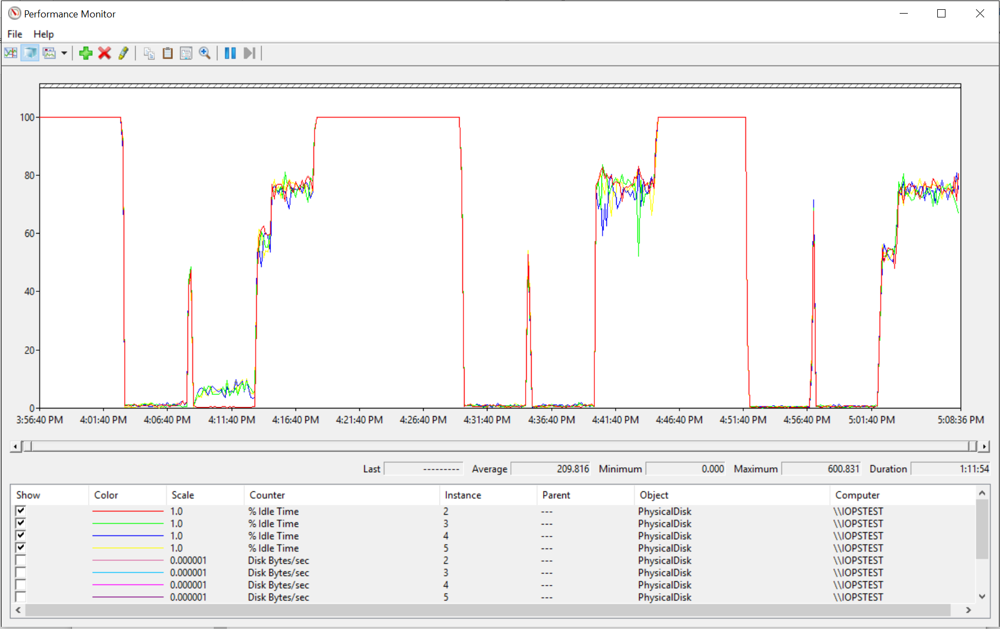 Performance Monitor
File Help
100
80
60
40
20
0
3:56:40 PM 4:01:40 PM 4:06:40 PM 4:11:40 PM 4:16:40 PM 4:21:40 PM 4:26:40 PM 4:31:40 PM 4:36:40 PM 4:41:40 PM 4:46:40 PM 4:51:40 PM 4:56:40 PM 5:01:40 PM 5:08:36 PM
Last --------- Average 209.816 Minimum 0.000 Maximum 600.831 Duration 1:11:54
Show Color Scale Counter Instance Parent Object Computer
1.0 % Idle Time 2 --- PhysicalDisk \\IOPSTEST
1.0 % Idle Time 3 --- PhysicalDisk \\IOPSTEST
1.0 % Idle Time 4 --- PhysicalDisk \\IOPSTEST
1.0 % Idle Time 5 --- PhysicalDisk \\IOPSTEST
0.000001 Disk Bytes/sec 2 --- PhysicalDisk \\IOPSTEST
0.000001 Disk Bytes/sec 3 --- PhysicalDisk \\IOPSTEST
0.000001 Disk Bytes/sec 4 --- PhysicalDisk \\IOPSTEST
0.000001 Disk Bytes/sec 5 --- PhysicalDisk \\IOPSTEST